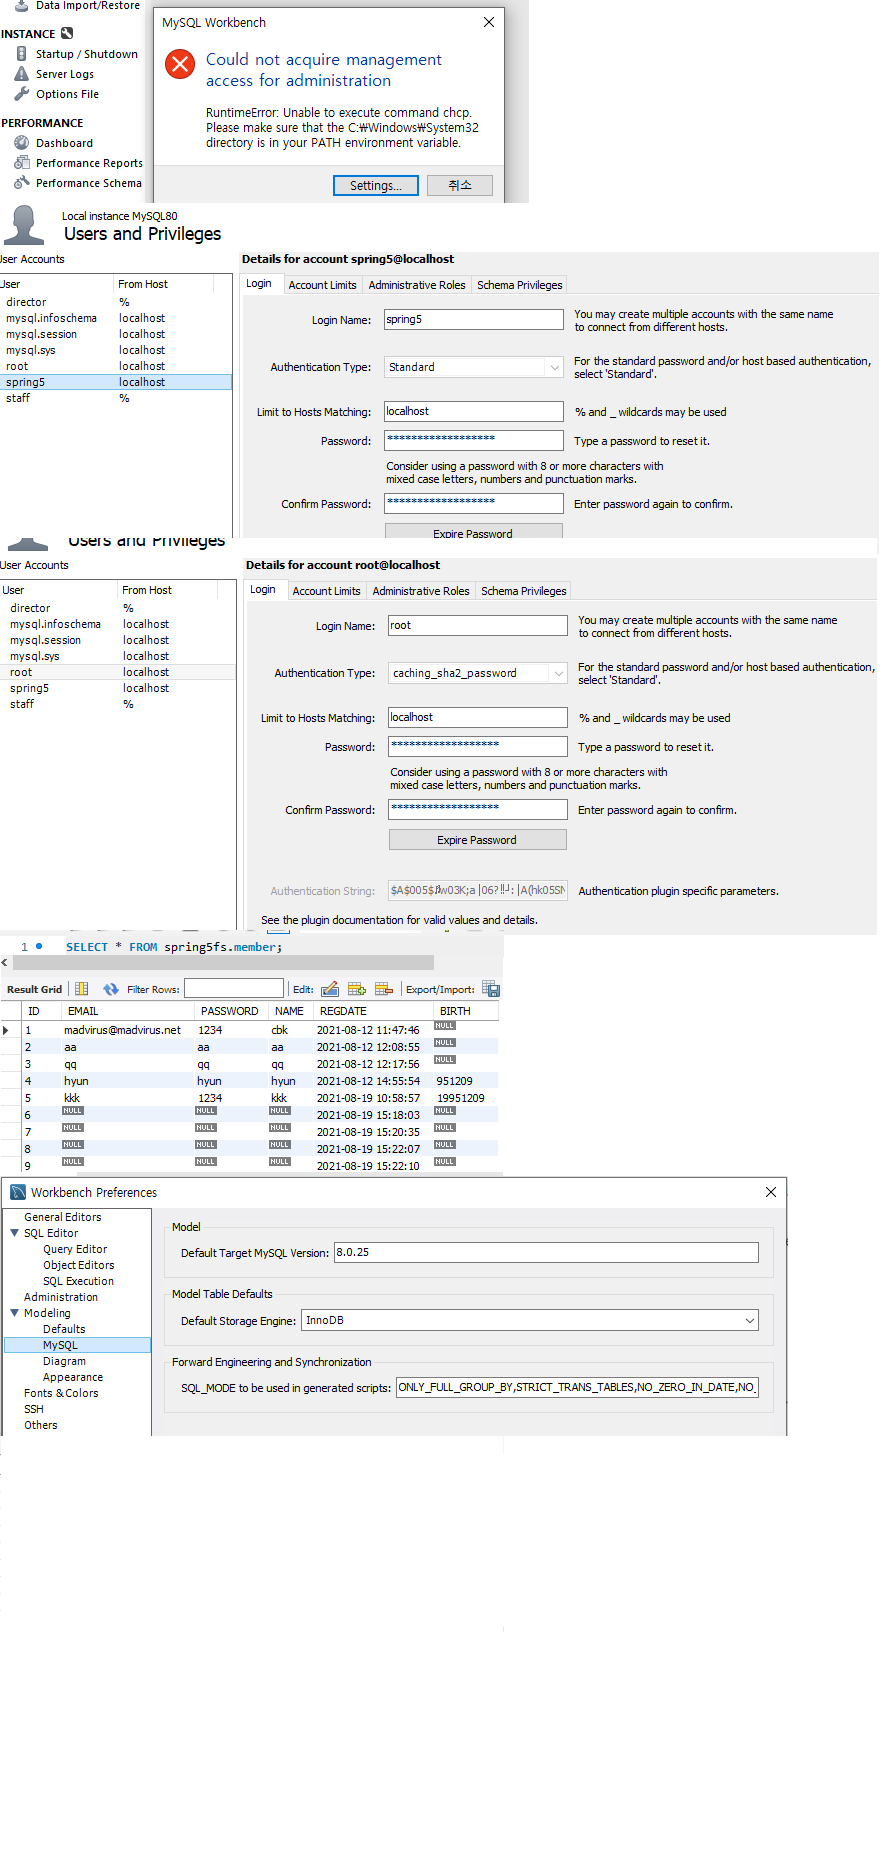 Data Import/Restore
INSTANCE
Startup / Shutdown
Server Logs
Options File
PERFORMANCE
Dashboard
Performance Reports
Performance Schema
MySQL Workbench
Could not acquire management
access for administration
RuntimeError: Unable to execute command chcp.
Please make sure that the C:₩Windows₩System32
directory is in your PATH environment variable.
Settings...
취소
Local instance MySQL80
Users and Privileges
User Accounts
User From Host
director %
mysql.infoschema localhost
mysql.session localhost
mysql.sys localhost
root localhost
spring5 localhost
staff %
Details for account spring5@localhost
Login Account Limits Administrative Roles Schema Privileges
Login Name: spring5 You may create multiple accounts with the same name
to connect from different hosts.
Authentication Type: Standard For the standard password and/or host based authentication,
select 'Standard'.
Limit to Hosts Matching: localhost % and _ wildcards may be used
Password: ****************** Type a password to reset it.
Consider using a password with 8 or more characters with
mixed case letters, numbers and punctuation marks.
Confirm Password: ****************** Enter password again to confirm.
Expire Password
Users and Privileges
User Accounts
User From Host
director %
mysql.infoschema localhost
mysql.session localhost
mysql.sys localhost
root localhost
spring5 localhost
staff %
Details for account root@localhost
Login Account Limits Administrative Roles Schema Privileges
Login Name: root You may create multiple accounts with the same name
to connect from different hosts.
Authentication Type: caching_sha2_password For the standard password and/or host based authentication,
select 'Standard'.
Limit to Hosts Matching: localhost % and _ wildcards may be used
Password: ****************** Type a password to reset it.
Consider using a password with 8 or more characters with
mixed case letters, numbers and punctuation marks.
Confirm Password: ****************** Enter password again to confirm.
Expire Password
Authentication String: Authentication plugin specific parameters.
See the plugin documentation for valid values and details.
1 SELECT * FROM spring5fs.member;
Result Grid Filter Rows: Edit: Export/Import:
ID EMAIL PASSWORD NAME REGDATE BIRTH
1 madvirus@madvirus.net 1234 cbk 2021-08-12 11:47:46 NULL
2 aa aa aa 2021-08-12 12:08:55 NULL
3 qq qq qq 2021-08-12 12:17:56 NULL
4 hyun hyun hyun 2021-08-12 14:55:54 951209
5 kkk 1234 kkk 2021-08-19 10:58:57 19951209
6 NULL NULL NULL 2021-08-19 15:18:03 NULL
7 NULL NULL NULL 2021-08-19 15:20:35 NULL
8 NULL NULL NULL 2021-08-19 15:22:07 NULL
9 NULL NULL NULL 2021-08-19 15:22:10 NULL
Workbench Preferences
General Editors
SQL Editor
Query Editor
Object Editors
SQL Execution
Administration
Modeling
Defaults
MySQL
Diagram
Appearance
Fonts & Colors
SSH
Others
Model
Default Target MySQL Version: 8.0.25
Model Table Defaults
Default Storage Engine: InnoDB
Forward Engineering and Synchronization
SQL_MODE to be used in generated scripts: ONLY_FULL_GROUP_BY,STRICT_TRANS_TABLES,NO_ZERO_IN_DATE,NO_